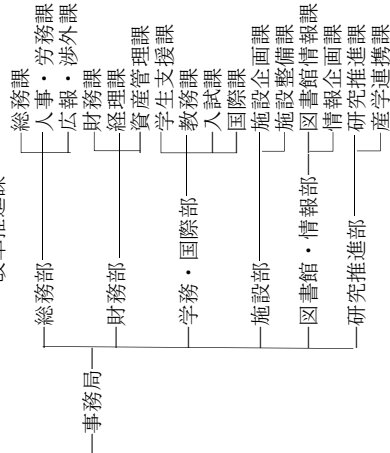 事務局
総務部
総務課
人事・労務課
広報・渉外課
財務部
財務課
経理課
資産管理課
学務・国際部
学生支援課
教務課
入試課
国際課
施設部
施設企画課
施設整備課
図書館・情報部
図書館情報課
情報企画課
研究推進部
研究推進課
産学連携課